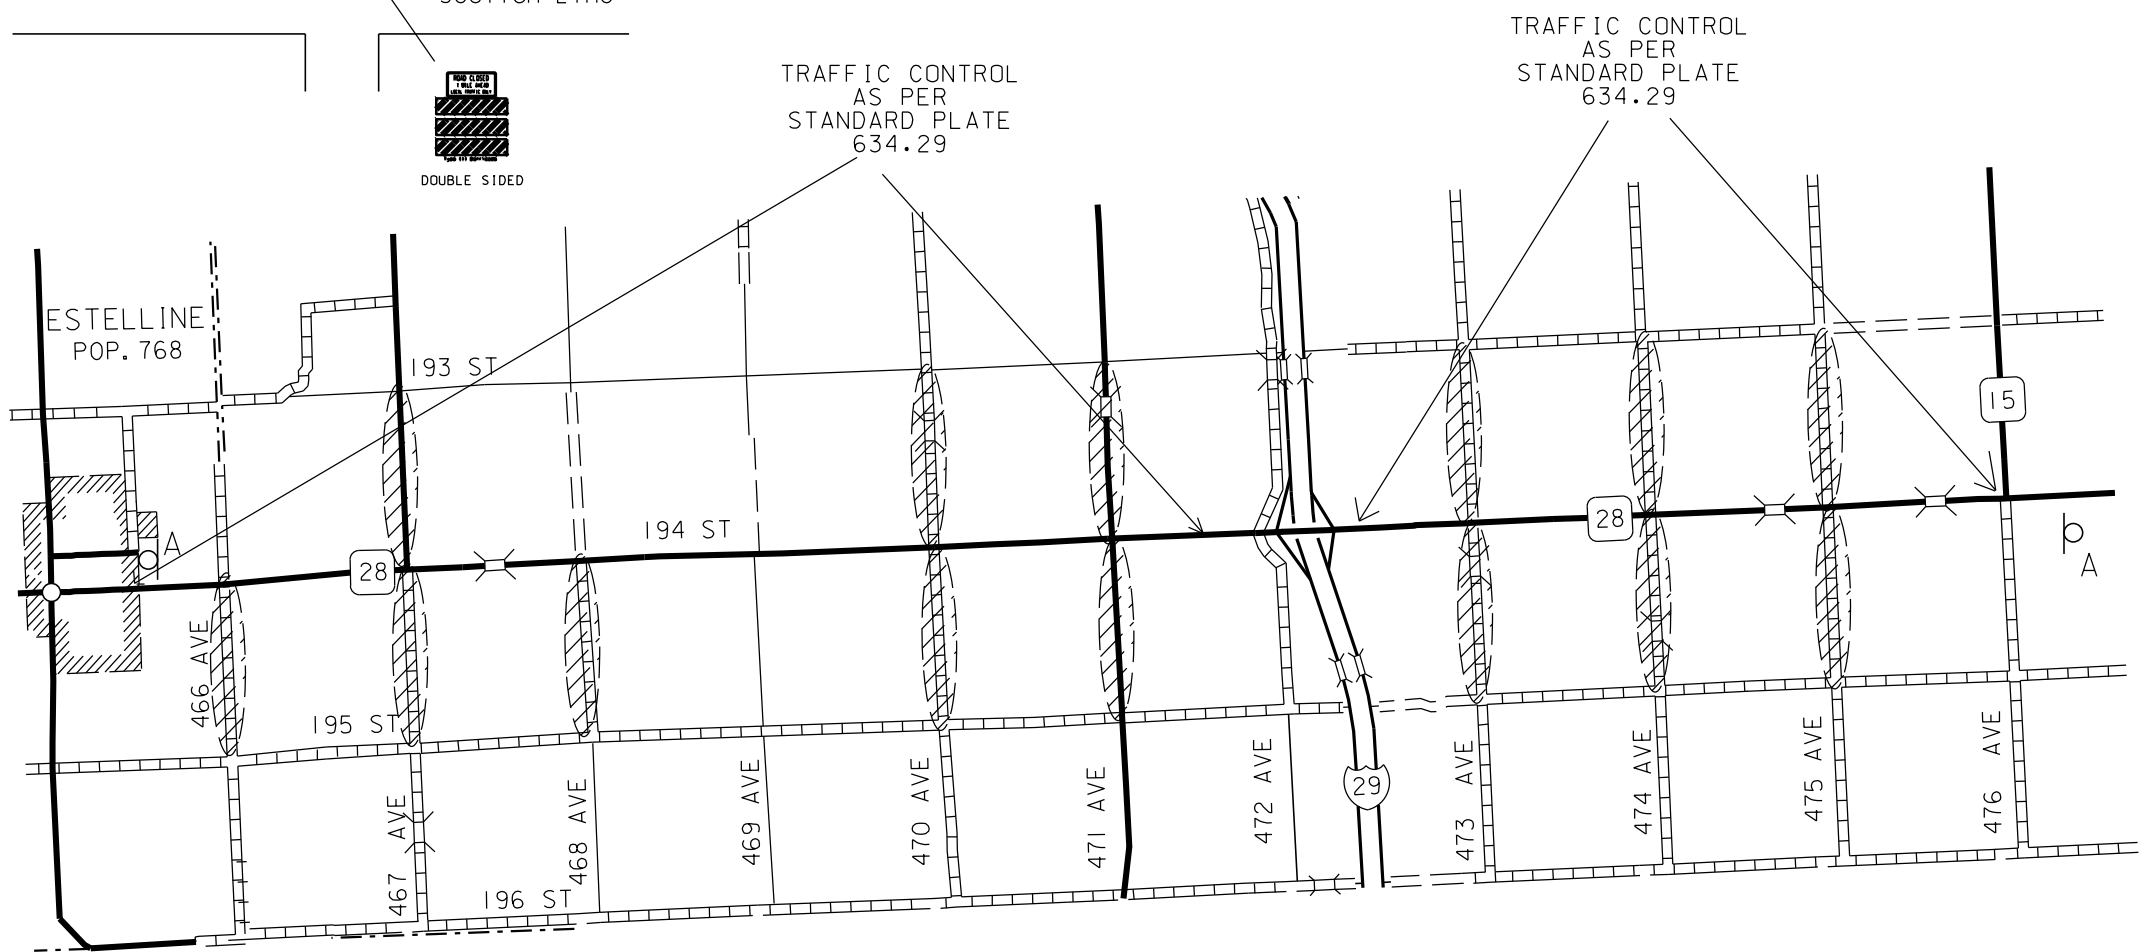 TRAFFIC CONTROL
AS PER
STANDARD PLATE
634.29
TRAFFIC CONTROL
AS PER
STANDARD PLATE
634.29
ROAD CLOSED
DOUBLE SIDED
ESTELLINE
POP. 768
193 ST
15
194 ST
28
28
A
A
466 AVE
195 ST
467 AVE
468 AVE
469 AVE
470 AVE
471 AVE
472 AVE
29
473 AVE
474 AVE
475 AVE
476 AVE
196 ST